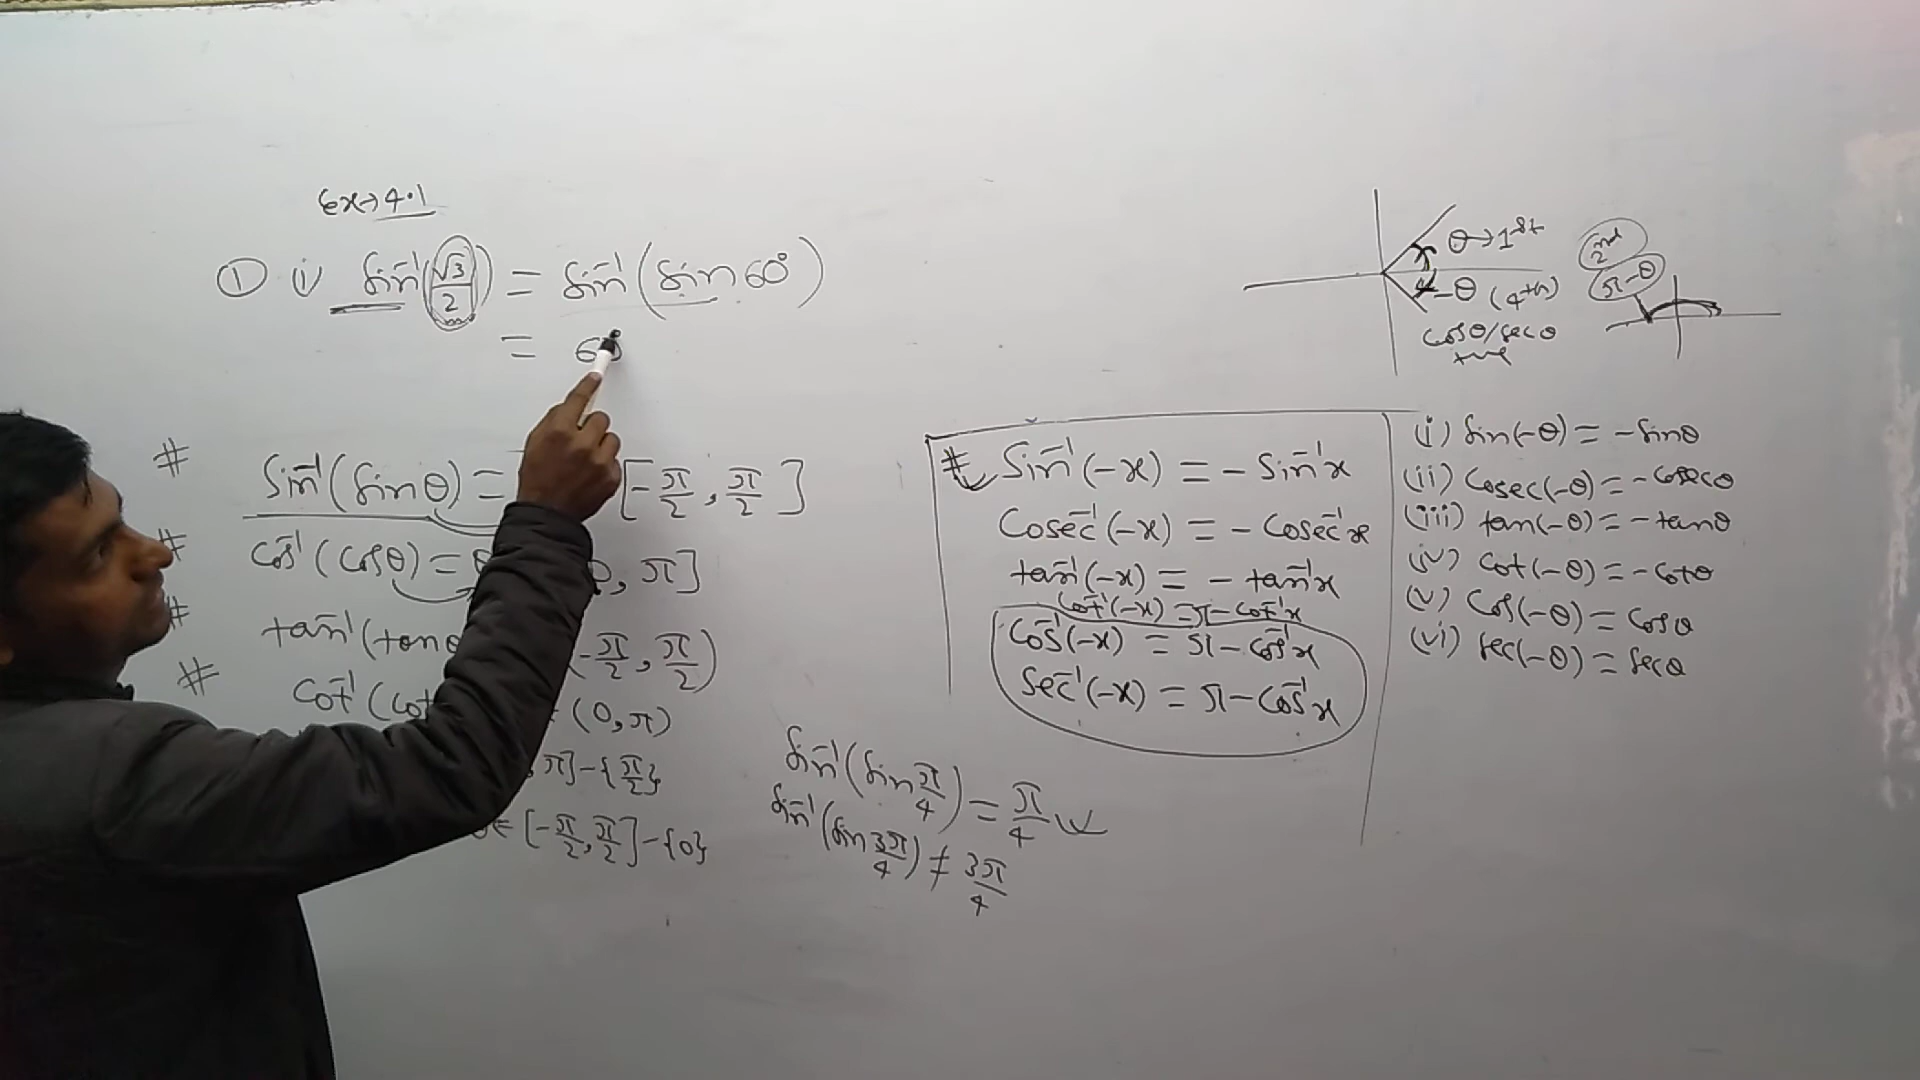 Ex→4.1
① (i) sin⁻¹(√3/2) = sin⁻¹(sin60°)
= 60
# sin⁻¹(sinθ) = [-π/2, π/2]
# cos⁻¹(cosθ) = θ 0, π]
# tan⁻¹(tanθ (-π/2, π/2)
# cot⁻¹(cot (0, π)
π]-{π/2}
θ∈[-π/2, π/2]-{0}
sin⁻¹(sin π/4) = π/4 ✓
sin⁻¹(sin 3π/4) ≠ 3π/4
# sin⁻¹(-x) = -sin⁻¹x
cosec⁻¹(-x) = -cosec⁻¹x
tan⁻¹(-x) = -tan⁻¹x
cot⁻¹(-x) = π-cot⁻¹x
cos⁻¹(-x) = π-cos⁻¹x
sec⁻¹(-x) = π-cos⁻¹x
θ→1st
-θ (4th)
cosθ/secθ
+ve
2nd
π-θ
(i) sin(-θ) = -sinθ
(ii) cosec(-θ) = -cosecθ
(iii) tan(-θ) = -tanθ
(iv) cot(-θ) = -cotθ
(v) cos(-θ) = cosθ
(vi) sec(-θ) = secθ